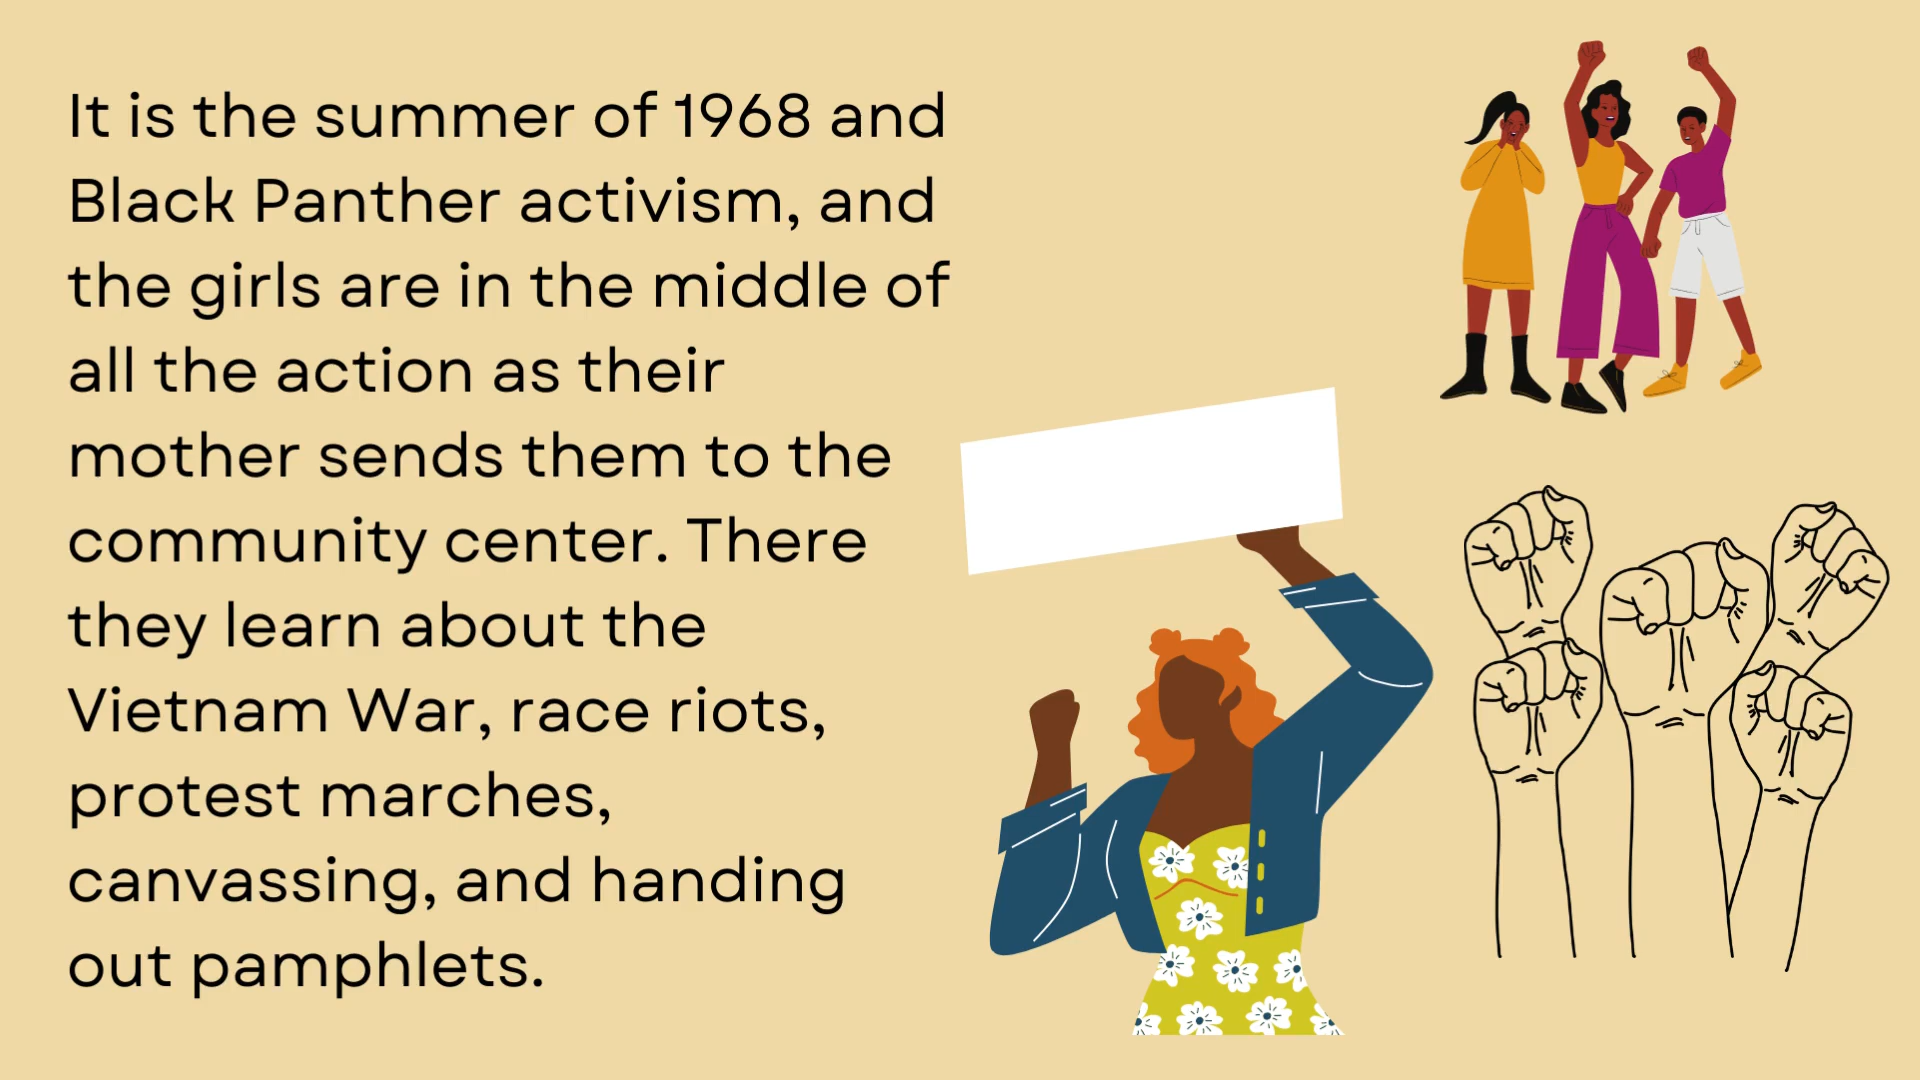 It is the summer of 1968 and
Black Panther activism, and
the girls are in the middle of
all the action as their
mother sends them to the
community center. There
they learn about the
Vietnam War, race riots,
protest marches,
canvassing, and handing
out pamphlets.